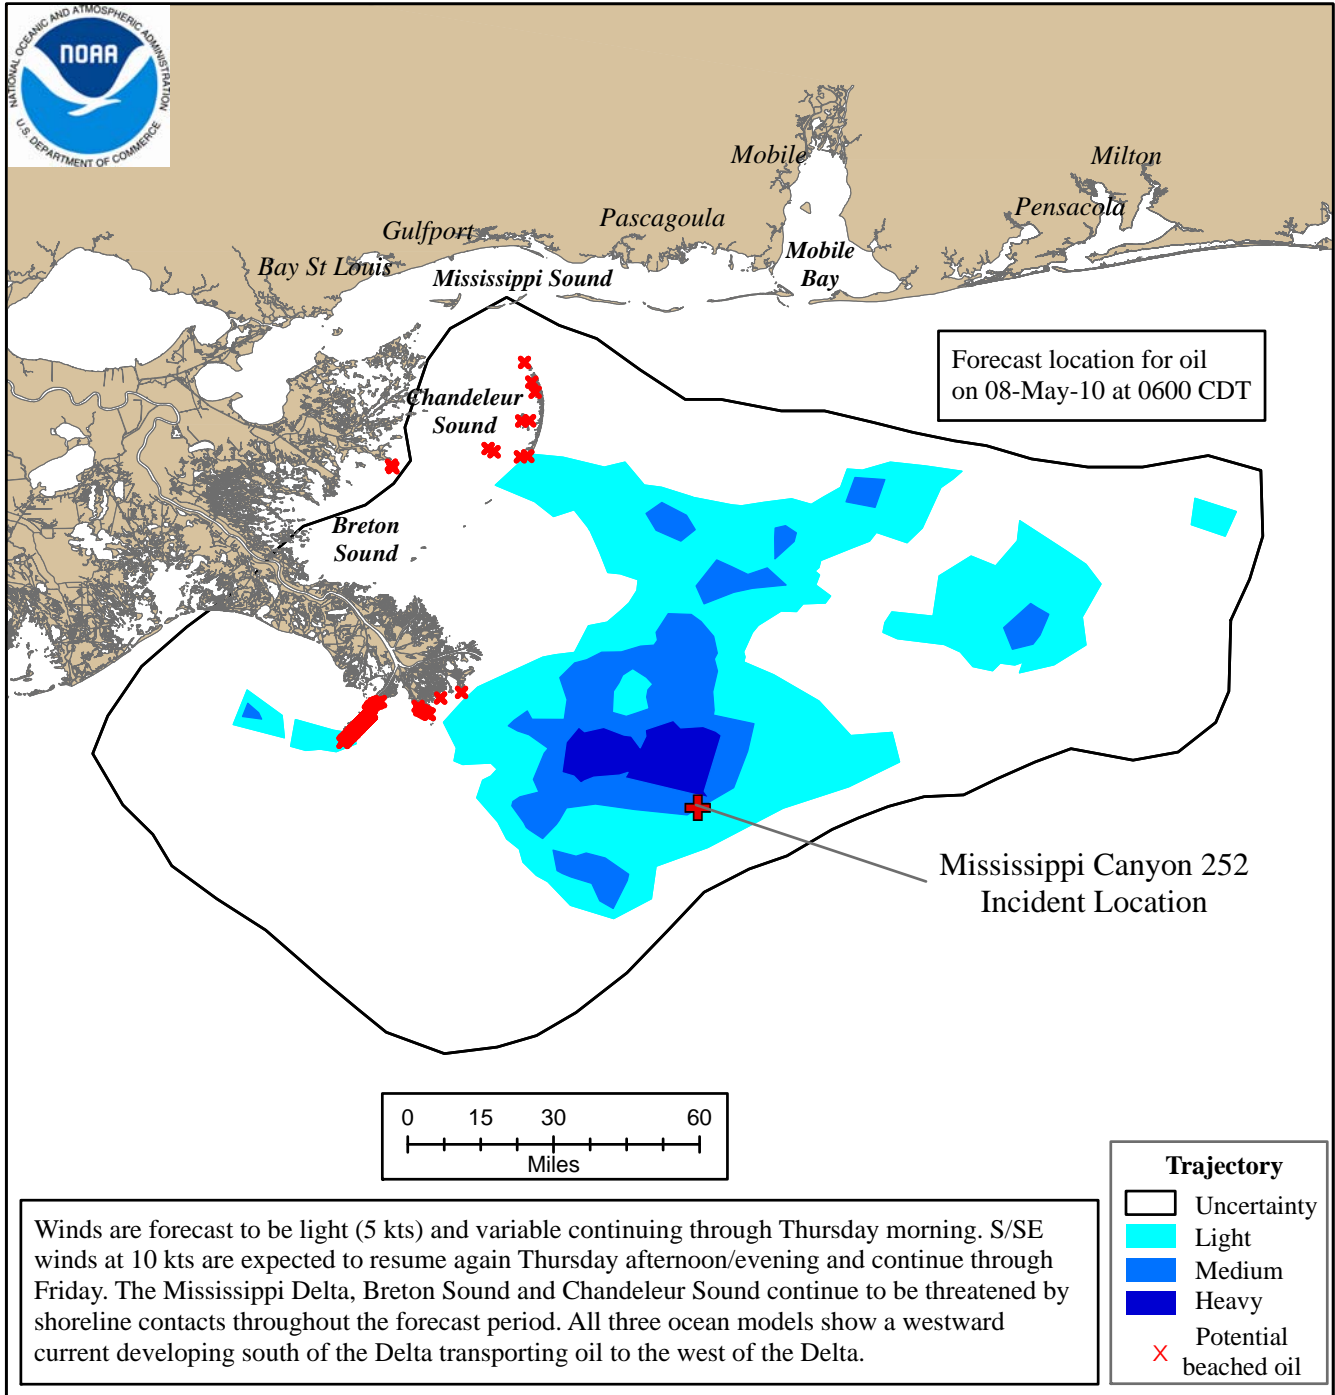 NATIONAL OCEANIC AND ATMOSPHERIC ADMINISTRATION
NOAA
U.S. DEPARTMENT OF COMMERCE
Mobile
Milton
Pensacola
Pascagoula
Gulfport
Bay St Louis
Mississippi Sound
Mobile
Bay
Forecast location for oil
on 08-May-10 at 0600 CDT
Chandeleur
Sound
Breton
Sound
Mississippi Canyon 252
Incident Location
0 15 30 60
Miles
Trajectory
Uncertainty
Light
Medium
Heavy
X Potential
beached oil
Winds are forecast to be light (5 kts) and variable continuing through Thursday morning. S/SE
winds at 10 kts are expected to resume again Thursday afternoon/evening and continue through
Friday. The Mississippi Delta, Breton Sound and Chandeleur Sound continue to be threatened by
shoreline contacts throughout the forecast period. All three ocean models show a westward
current developing south of the Delta transporting oil to the west of the Delta.